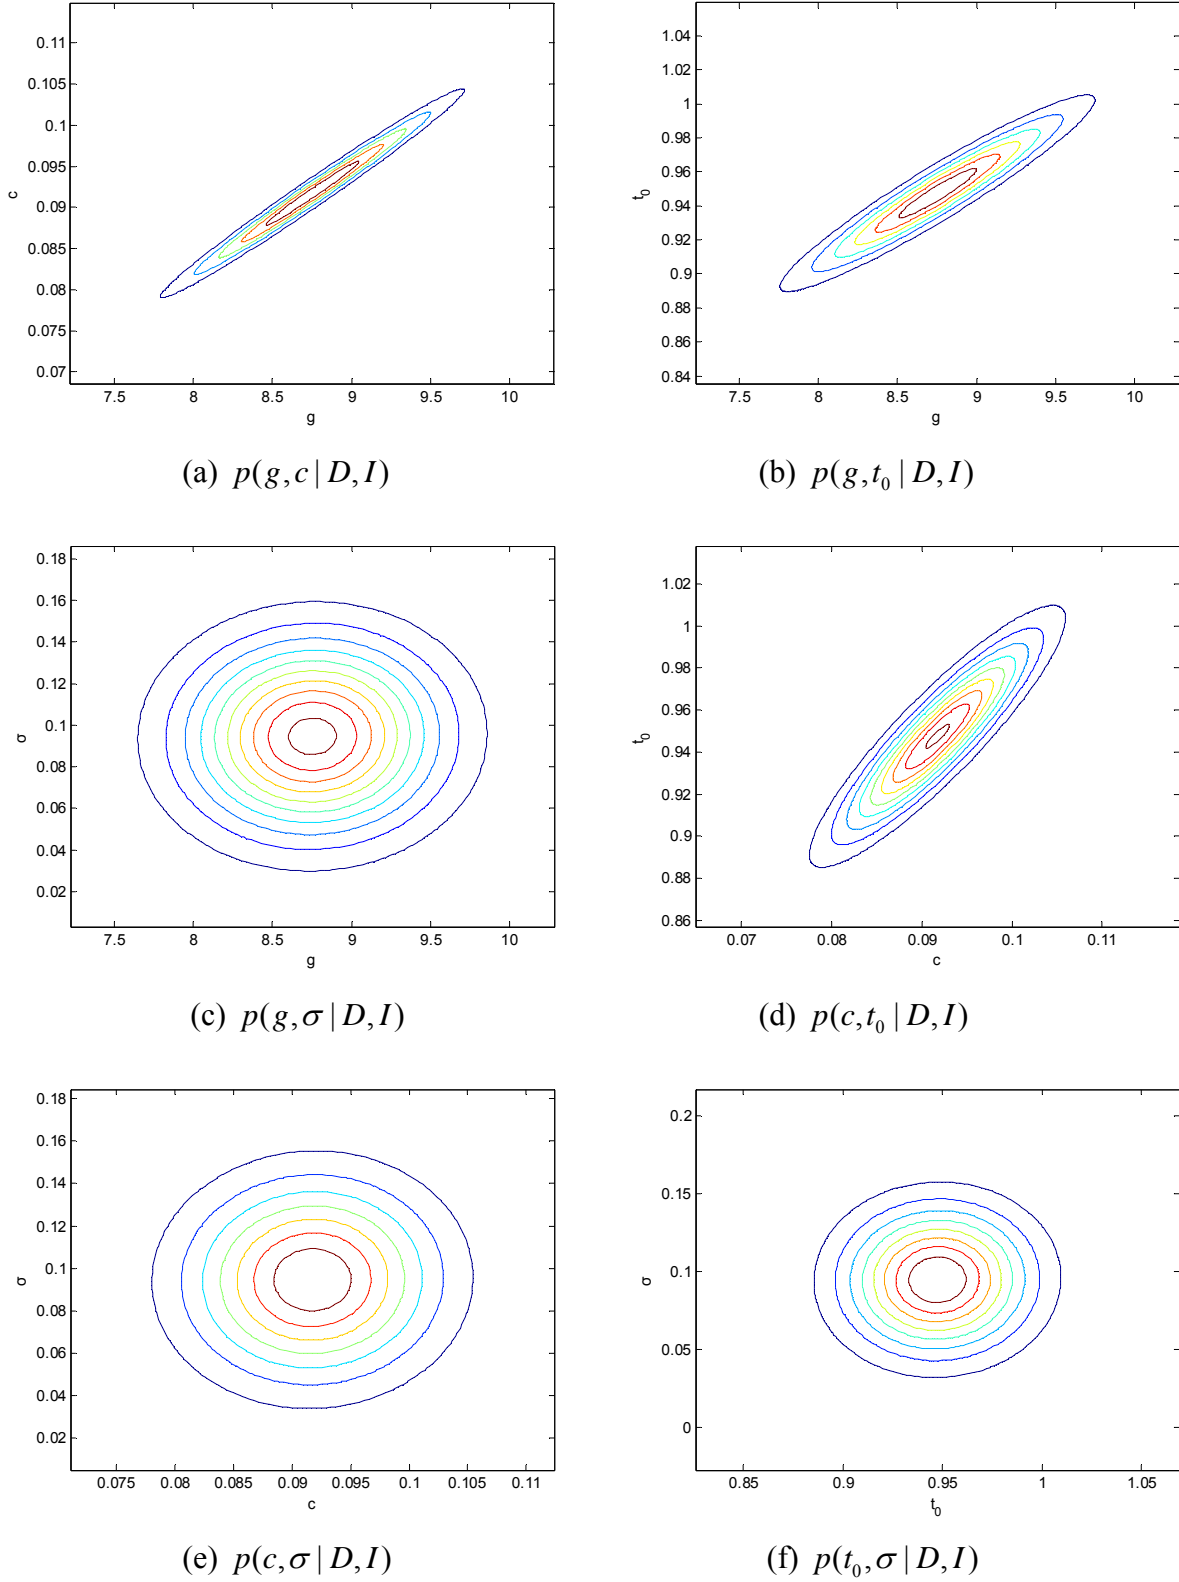 0.11
0.105
0.1
0.095
0.09
0.085
0.08
0.075
0.07
c
7.5 8 8.5 9 9.5 10
g
(a) p(g,c | D,I)
1.04
1.02
1
0.98
0.96
0.94
0.92
0.9
0.88
0.86
0.84
t₀
7.5 8 8.5 9 9.5 10
g
(b) p(g,t₀ | D,I)
0.18
0.16
0.14
0.12
0.1
0.08
0.06
0.04
0.02
σ
7.5 8 8.5 9 9.5 10
g
(c) p(g,σ | D,I)
1.02
1
0.98
0.96
0.94
0.92
0.9
0.88
0.86
t₀
0.07 0.08 0.09 0.1 0.11
c
(d) p(c,t₀ | D,I)
0.18
0.16
0.14
0.12
0.1
0.08
0.06
0.04
0.02
σ
0.075 0.08 0.085 0.09 0.095 0.1 0.105 0.11
c
(e) p(c,σ | D,I)
0.2
0.15
0.1
0.05
0
σ
0.85 0.9 0.95 1 1.05
t₀
(f) p(t₀,σ | D,I)